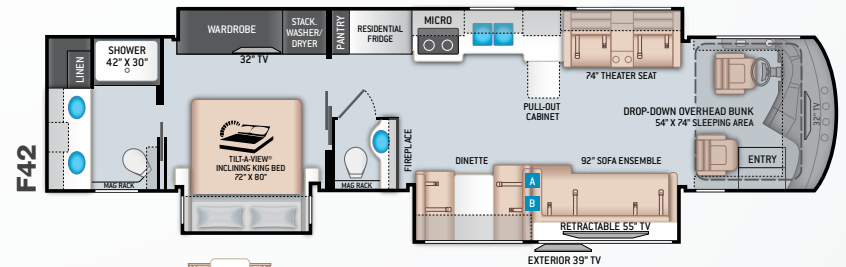 F42
LINEN
SHOWER
42" X 30"
MAG RACK
WARDROBE
32" TV
STACK.
WASHER/
DRYER
TILT-A-VIEW®
INCLINING KING BED
72" X 80"
PANTRY
RESIDENTIAL
FRIDGE
MICRO
MAG RACK
FIREPLACE
PULL-OUT
CABINET
74" THEATER SEAT
DINETTE
A
B
92" SOFA ENSEMBLE
RETRACTABLE 55" TV
EXTERIOR 39" TV
DROP-DOWN OVERHEAD BUNK
54" X 74" SLEEPING AREA
ENTRY
32" TV